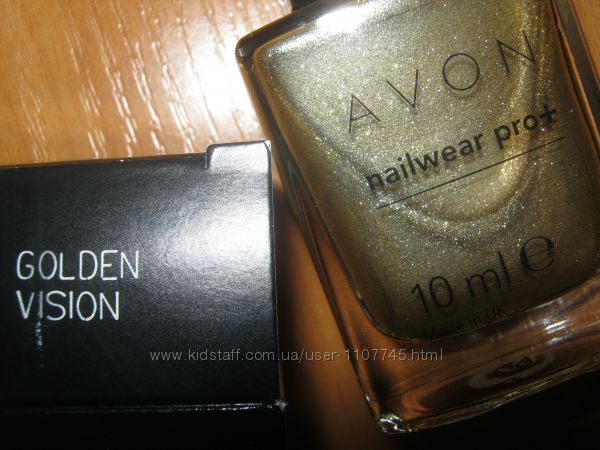 GOLDEN
VISION
AVON
nailwear pro+
10 ml e
Made in UK
www.kidstaff.com.ua/user-1107745.html